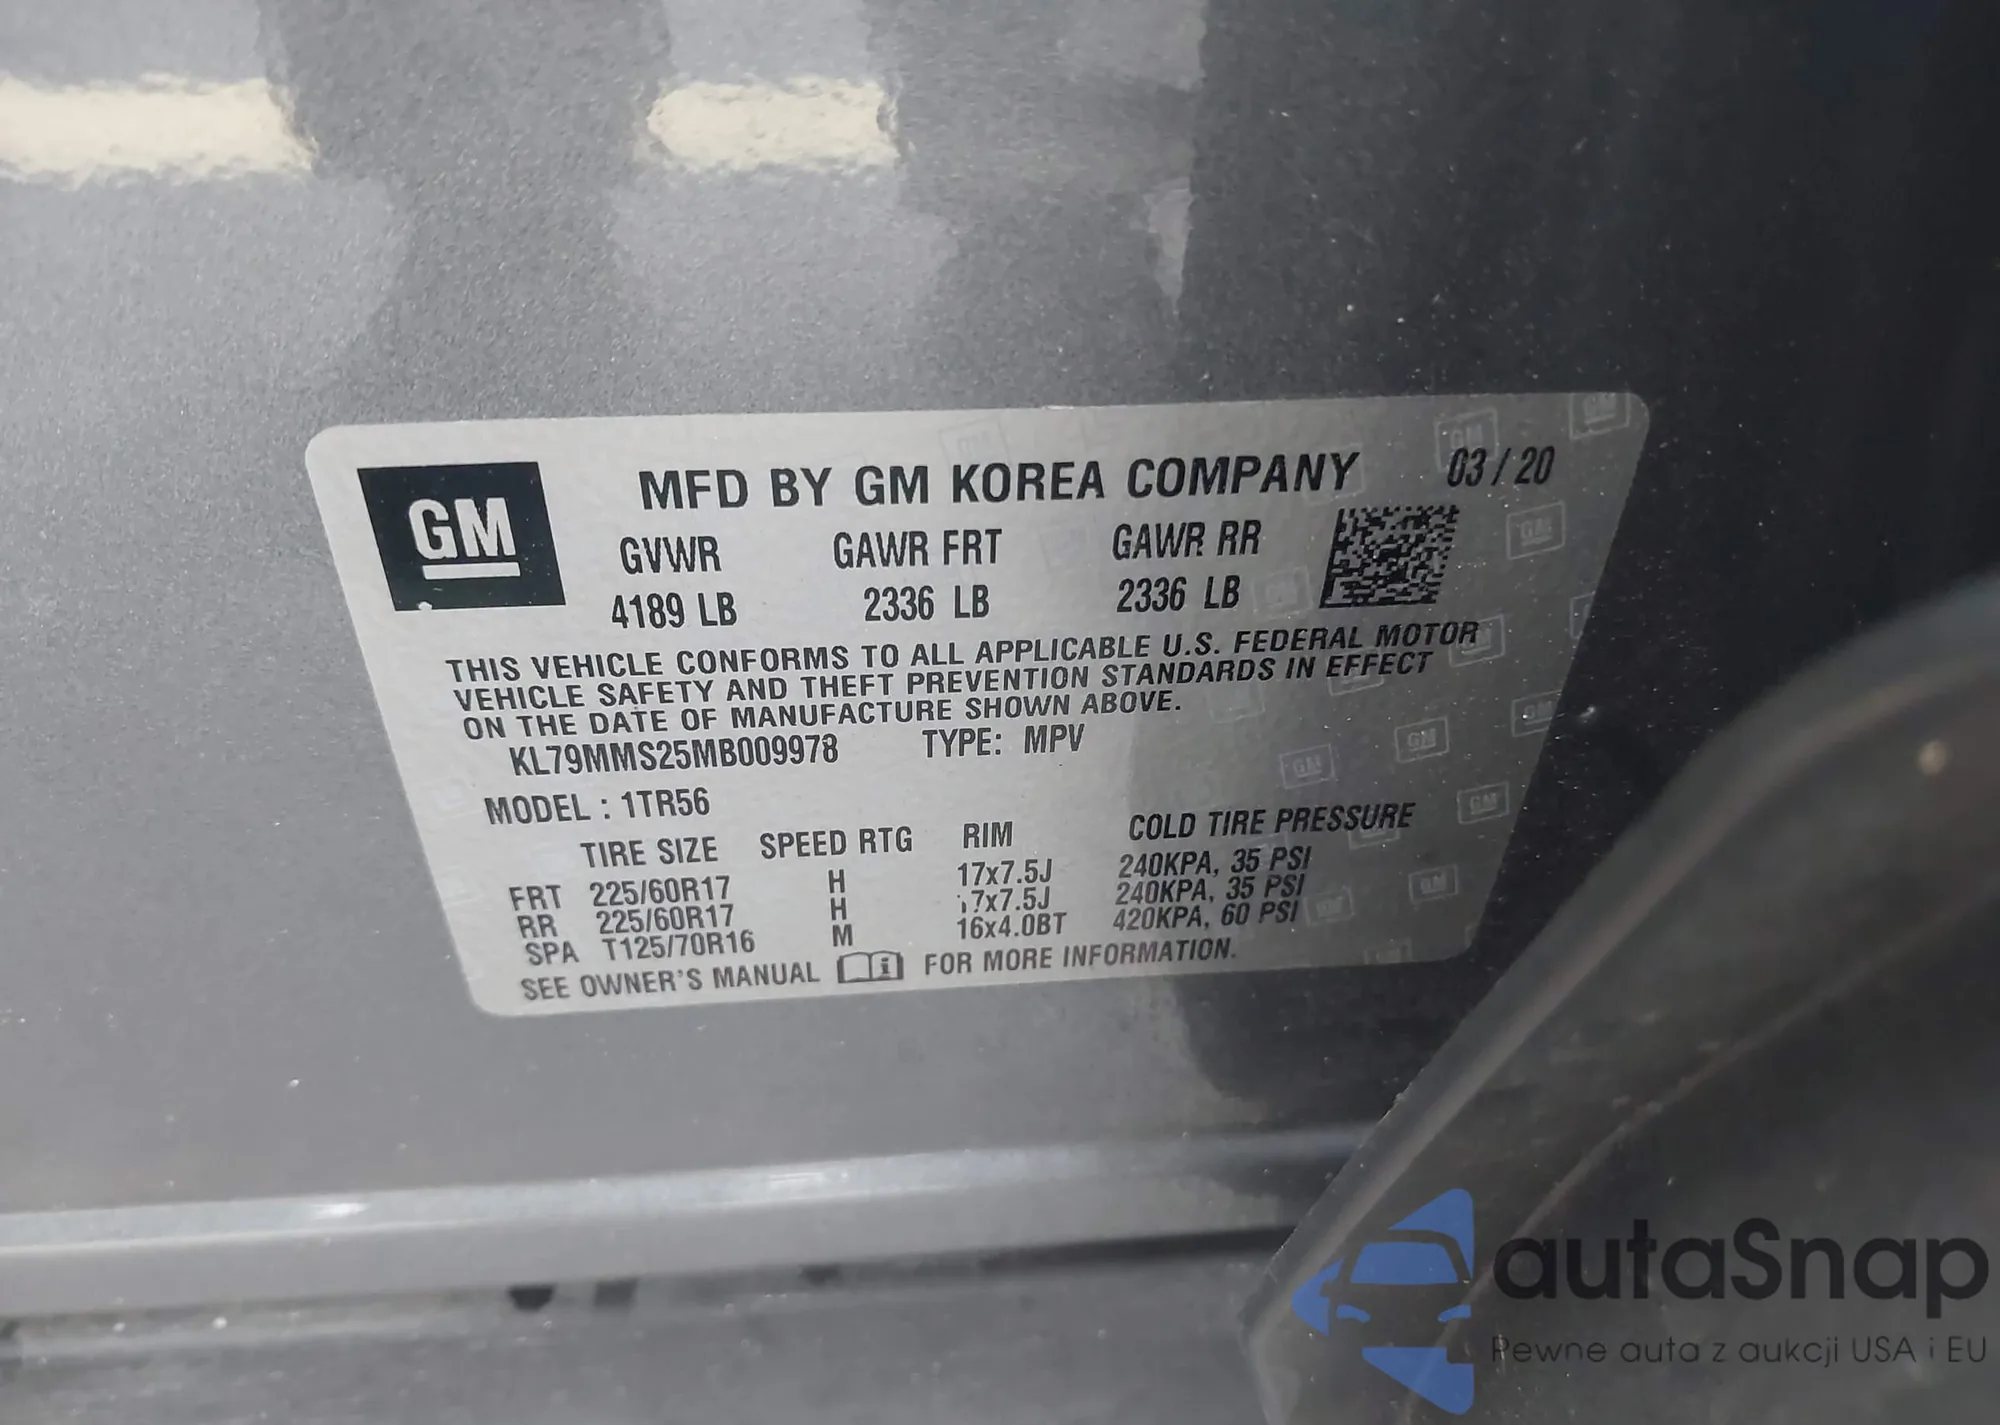 GM
MFD BY GM KOREA COMPANY 03/20
GVWR GAWR FRT GAWR RR
4189 LB 2336 LB 2336 LB
THIS VEHICLE CONFORMS TO ALL APPLICABLE U.S. FEDERAL MOTOR
VEHICLE SAFETY AND THEFT PREVENTION STANDARDS IN EFFECT
ON THE DATE OF MANUFACTURE SHOWN ABOVE.
KL79MMS25MB009978 TYPE: MPV
MODEL : 1TR56
TIRE SIZE SPEED RTG RIM COLD TIRE PRESSURE
FRT 225/60R17 H 17x7.5J 240KPA, 35 PSI
RR 225/60R17 H 17x7.5J 240KPA, 35 PSI
SPA T125/70R16 M 16x4.0BT 420KPA, 60 PSI
SEE OWNER'S MANUAL i FOR MORE INFORMATION.
autaSnap
Pewne auta z aukcji USA i EU